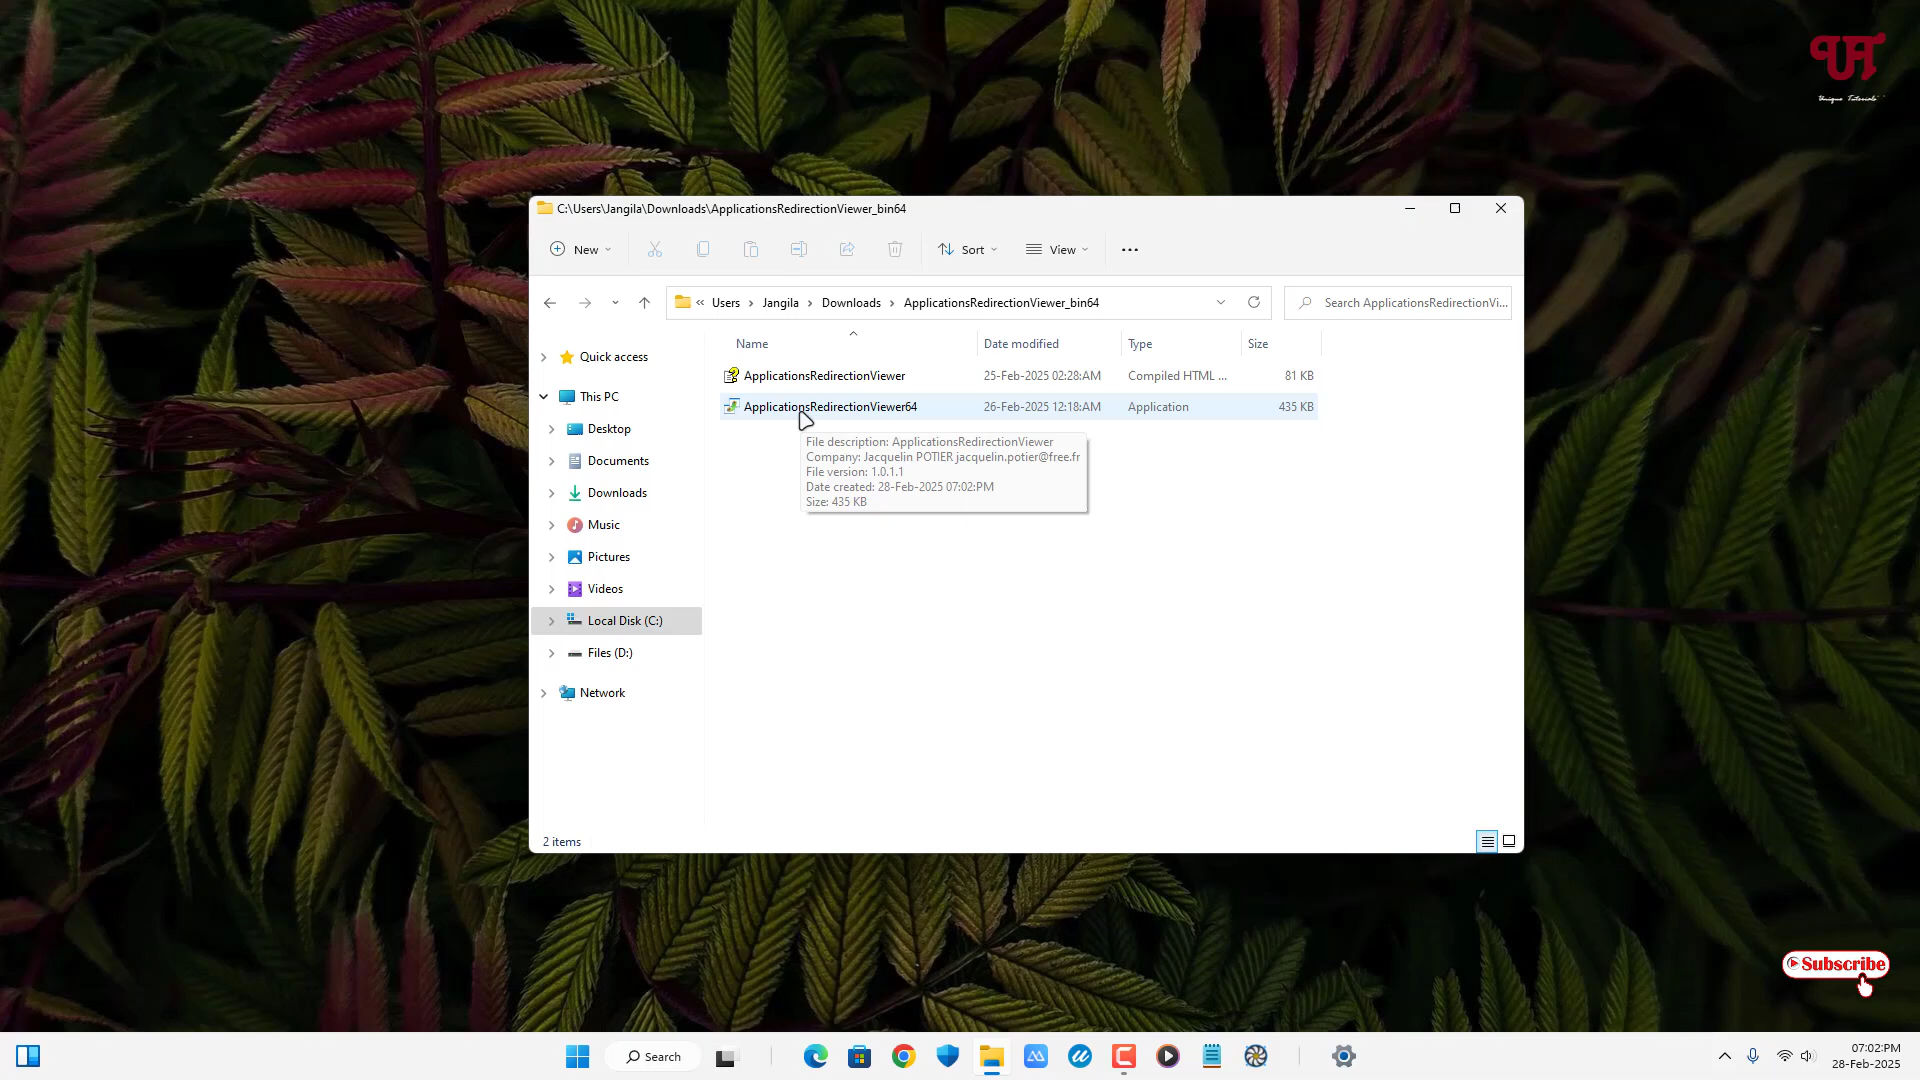 Unique Tutorials
C:\Users\Jangila\Downloads\ApplicationsRedirectionViewer_bin64
New
Sort
View
« Users > Jangila > Downloads > ApplicationsRedirectionViewer_bin64
Search ApplicationsRedirectionVi...
Name
Date modified
Type
Size
ApplicationsRedirectionViewer 25-Feb-2025 02:28:AM Compiled HTML ... 81 KB
ApplicationsRedirectionViewer64 26-Feb-2025 12:18:AM Application 435 KB
File description: ApplicationsRedirectionViewer
Company: Jacquelin POTIER jacquelin.potier@free.fr
File version: 1.0.1.1
Date created: 28-Feb-2025 07:02:PM
Size: 435 KB
Quick access
This PC
Desktop
Documents
Downloads
Music
Pictures
Videos
Local Disk (C:)
Files (D:)
Network
2 items
Subscribe
Search
07:02:PM
28-Feb-2025